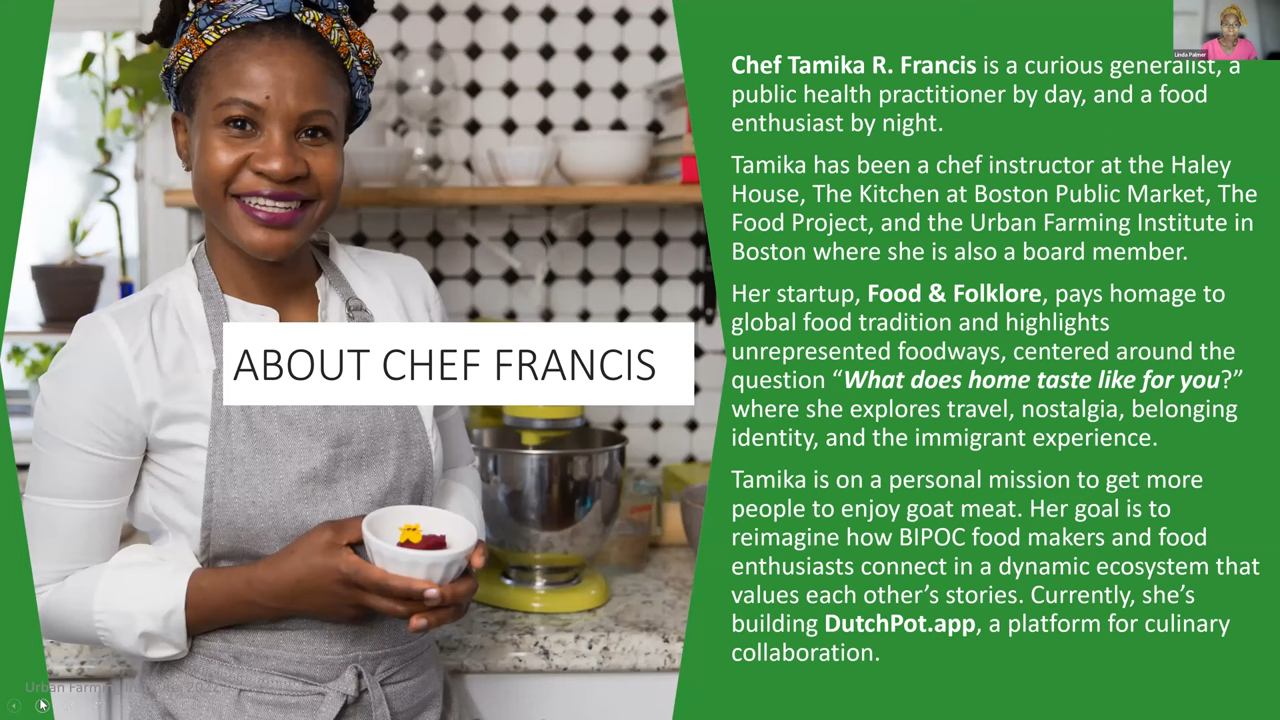 Linda Palmer
Chef Tamika R. Francis is a curious generalist, a
public health practitioner by day, and a food
enthusiast by night.
Tamika has been a chef instructor at the Haley
House, The Kitchen at Boston Public Market, The
Food Project, and the Urban Farming Institute in
Boston where she is also a board member.
Her startup, Food & Folklore, pays homage to
global food tradition and highlights
unrepresented foodways, centered around the
question “What does home taste like for you?”
where she explores travel, nostalgia, belonging
identity, and the immigrant experience.
Tamika is on a personal mission to get more
people to enjoy goat meat. Her goal is to
reimagine how BIPOC food makers and food
enthusiasts connect in a dynamic ecosystem that
values each other’s stories. Currently, she’s
building DutchPot.app, a platform for culinary
collaboration.
ABOUT CHEF FRANCIS
Urban Farming